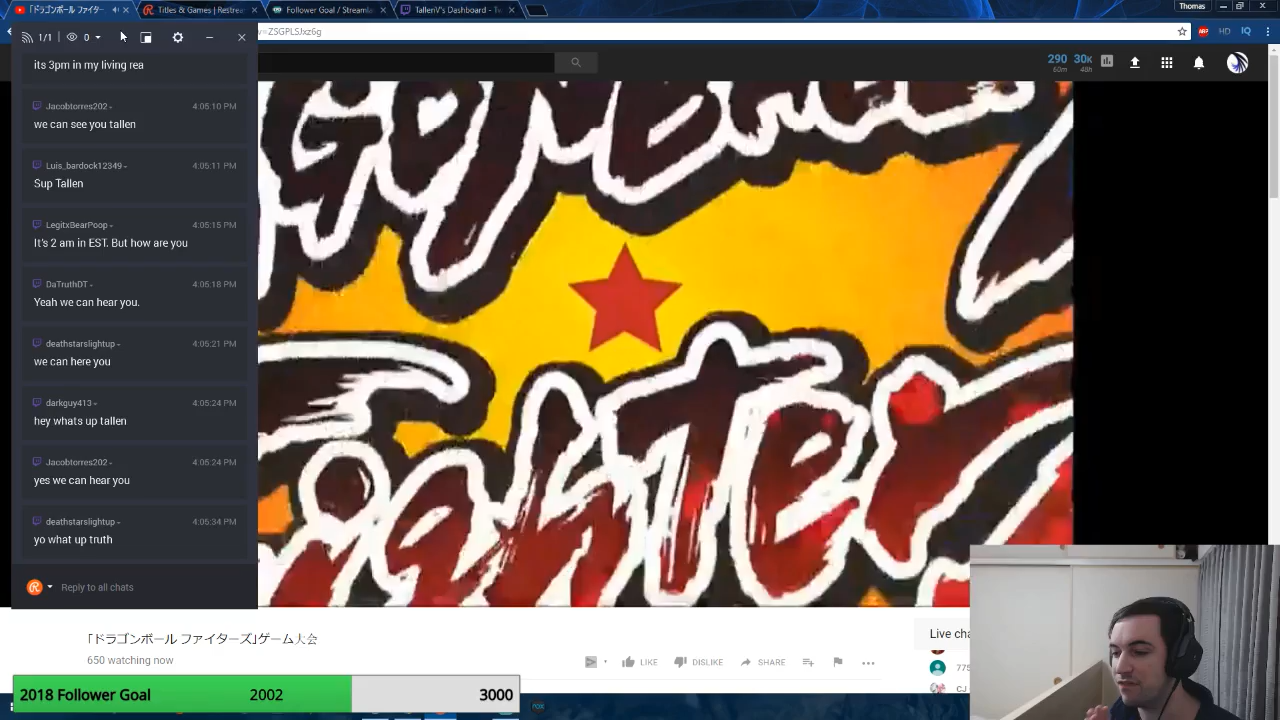 「ドラゴンボール ファイター
Titles & Games | Restrea
Follower Goal / Streamla
TallenV's Dashboard - Tw
Thomas
=ZSGPLSJxz6g
ABP HD IQ
1/1 0
290 60m
30K 48h
its 3pm in my living rea
Jacobtorres202 4:05:10 PM
we can see you tallen
Luis_bardock12349 4:05:11 PM
Sup Tallen
LegitxBearPoop 4:05:15 PM
It's 2 am in EST. But how are you
DaTruthDT 4:05:18 PM
Yeah we can hear you.
deathstarslightup 4:05:21 PM
we can here you
darkguy413 4:05:24 PM
hey whats up tallen
Jacobtorres202 4:05:24 PM
yes we can hear you
deathstarslightup 4:05:34 PM
yo what up truth
Reply to all chats
「ドラゴンボール ファイターズ」ゲーム大会
650 watching now
LIKE DISLIKE SHARE
Live cha
775
CJ
2018 Follower Goal 2002 3000